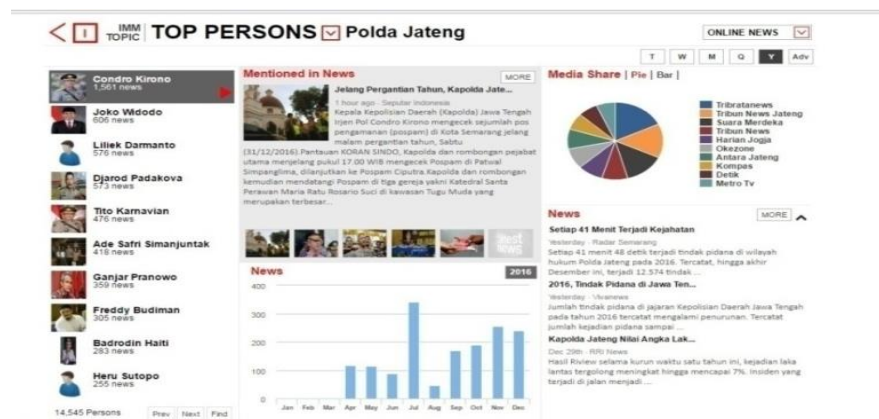 < I IMM TOPIC TOP PERSONS Polda Jateng
ONLINE NEWS
T W M Q Y Adv
Condro Kirono
1,561 news
Joko Widodo
606 news
Liliek Darmanto
576 news
Djarod Padakova
573 news
Tito Karnavian
476 news
Ade Safri Simanjuntak
418 news
Ganjar Pranowo
359 news
Freddy Budiman
305 news
Badrodin Haiti
283 news
Heru Sutopo
255 news
14,545 Persons Prev Next Find
Mentioned in News MORE
Jelang Pergantian Tahun, Kapolda Jate...
1 hour ago - Seputar Indonesia
Kepala Kepolisian Daerah (Kapolda) Jawa Tengah
Irjen Pol Condro Kirono mengecek sejumlah pos
pengamanan (pospam) di Kota Semarang jelang
malam pergantian tahun, Sabtu
(31/12/2016).Pantauan KORAN SINDO, Kapolda dan rombongan pejabat
utama menjelang pukul 17.00 WIB mengecek Pospam di Patwal
Simpanglima, dilanjutkan ke Pospam Ciputra.Kapolda dan rombongan
kemudian mendatangi Pospam di tiga gereja yakni Katedral Santa
Perawan Maria Ratu Rosario Suci di kawasan Tugu Muda yang
merupakan terbesar...
News 2016
400
300
200
100
0
Jan Feb Mar Apr May Jun Jul Aug Sep Oct Nov Dec
Media Share | Pie | Bar |
Tribratanews
Tribun News Jateng
Suara Merdeka
Tribun News
Harian Jogja
Okezone
Antara Jateng
Kompas
Detik
Metro Tv
News MORE
Setiap 41 Menit Terjadi Kejahatan
Yesterday - Radar Semarang
Setiap 41 menit 48 detik terjadi tindak pidana di wilayah
hukum Polda Jateng pada 2016. Tercatat, hingga akhir
Desember ini, terjadi 12.574 tindak ...
2016, Tindak Pidana di Jawa Ten...
Yesterday - Vivanews
Jumlah tindak pidana di jajaran Kepolisian Daerah Jawa Tengah
pada tahun 2016 tercatat mengalami penurunan. Tercatat
jumlah kejadian pidana sampai ...
Kapolda Jateng Nilai Angka Lak...
Dec 29th - RRI News
Hasil Riview selama kurun waktu satu tahun ini, kejadian laka
lantas tergolong meningkat hingga mencapai 7%. Insiden yang
terjadi di jalan menjadi ...